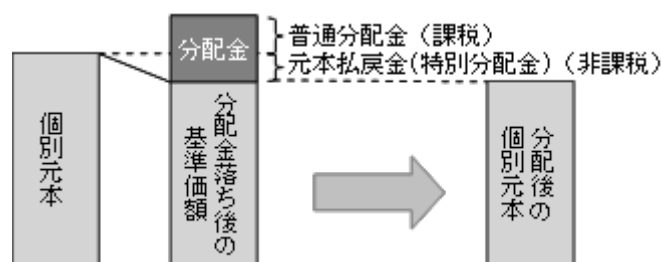 分配金
普通分配金（課税）
元本払戻金(特別分配金)（非課税）
個別元本
分配金落ち後の
基準価額
分配後の
個別元本